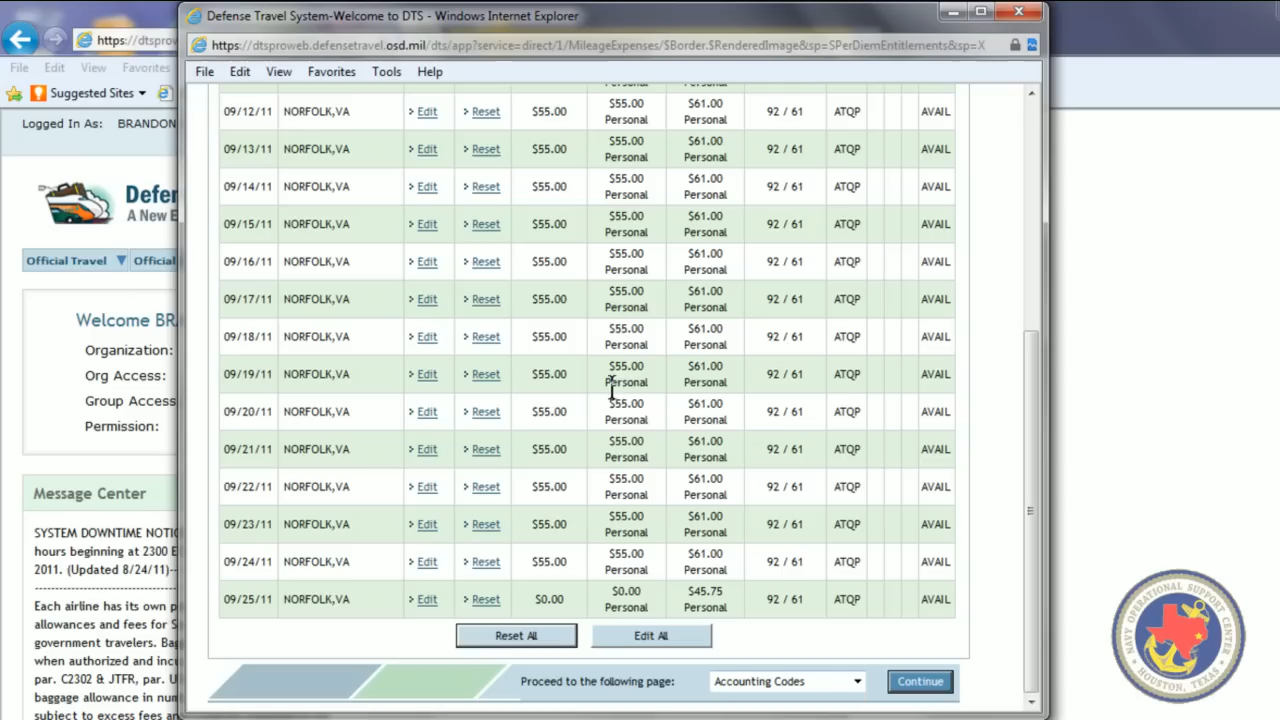 Defense Travel System-Welcome to DTS - Windows Internet Explorer
https://dtsprov
https://dtsproweb.defensetravel.osd.mil/dts/app?service=direct/1/MileageExpenses/$Border.$RenderedImage&sp=SPerDiemEntitlements&sp=X
File Edit View Favorites
File Edit View Favorites Tools Help
Suggested Sites
Logged In As: BRANDON
Defen
A New E
Official Travel Official
Welcome BR
Organization:
Org Access:
Group Access
Permission:
Message Center
SYSTEM DOWNTIME NOTIC
hours beginning at 2300 E
2011. (Updated 8/24/11)--
Each airline has its own p
allowances and fees for
government travelers. Bag
when authorized and inc
par. C2302 & JTFR, par. U
baggage allowance in num
subject to excess fees an
09/12/11 NORFOLK,VA Edit Reset $55.00 $55.00 Personal $61.00 Personal 92 / 61 ATQP AVAIL
09/13/11 NORFOLK,VA Edit Reset $55.00 $55.00 Personal $61.00 Personal 92 / 61 ATQP AVAIL
09/14/11 NORFOLK,VA Edit Reset $55.00 $55.00 Personal $61.00 Personal 92 / 61 ATQP AVAIL
09/15/11 NORFOLK,VA Edit Reset $55.00 $55.00 Personal $61.00 Personal 92 / 61 ATQP AVAIL
09/16/11 NORFOLK,VA Edit Reset $55.00 $55.00 Personal $61.00 Personal 92 / 61 ATQP AVAIL
09/17/11 NORFOLK,VA Edit Reset $55.00 $55.00 Personal $61.00 Personal 92 / 61 ATQP AVAIL
09/18/11 NORFOLK,VA Edit Reset $55.00 $55.00 Personal $61.00 Personal 92 / 61 ATQP AVAIL
09/19/11 NORFOLK,VA Edit Reset $55.00 $55.00 Personal $61.00 Personal 92 / 61 ATQP AVAIL
09/20/11 NORFOLK,VA Edit Reset $55.00 $55.00 Personal $61.00 Personal 92 / 61 ATQP AVAIL
09/21/11 NORFOLK,VA Edit Reset $55.00 $55.00 Personal $61.00 Personal 92 / 61 ATQP AVAIL
09/22/11 NORFOLK,VA Edit Reset $55.00 $55.00 Personal $61.00 Personal 92 / 61 ATQP AVAIL
09/23/11 NORFOLK,VA Edit Reset $55.00 $55.00 Personal $61.00 Personal 92 / 61 ATQP AVAIL
09/24/11 NORFOLK,VA Edit Reset $55.00 $55.00 Personal $61.00 Personal 92 / 61 ATQP AVAIL
09/25/11 NORFOLK,VA Edit Reset $0.00 $0.00 Personal $45.75 Personal 92 / 61 ATQP AVAIL
Reset All Edit All
Proceed to the following page: Accounting Codes Continue
NAVY OPERATIONAL SUPPORT CENTER
HOUSTON, TEXAS